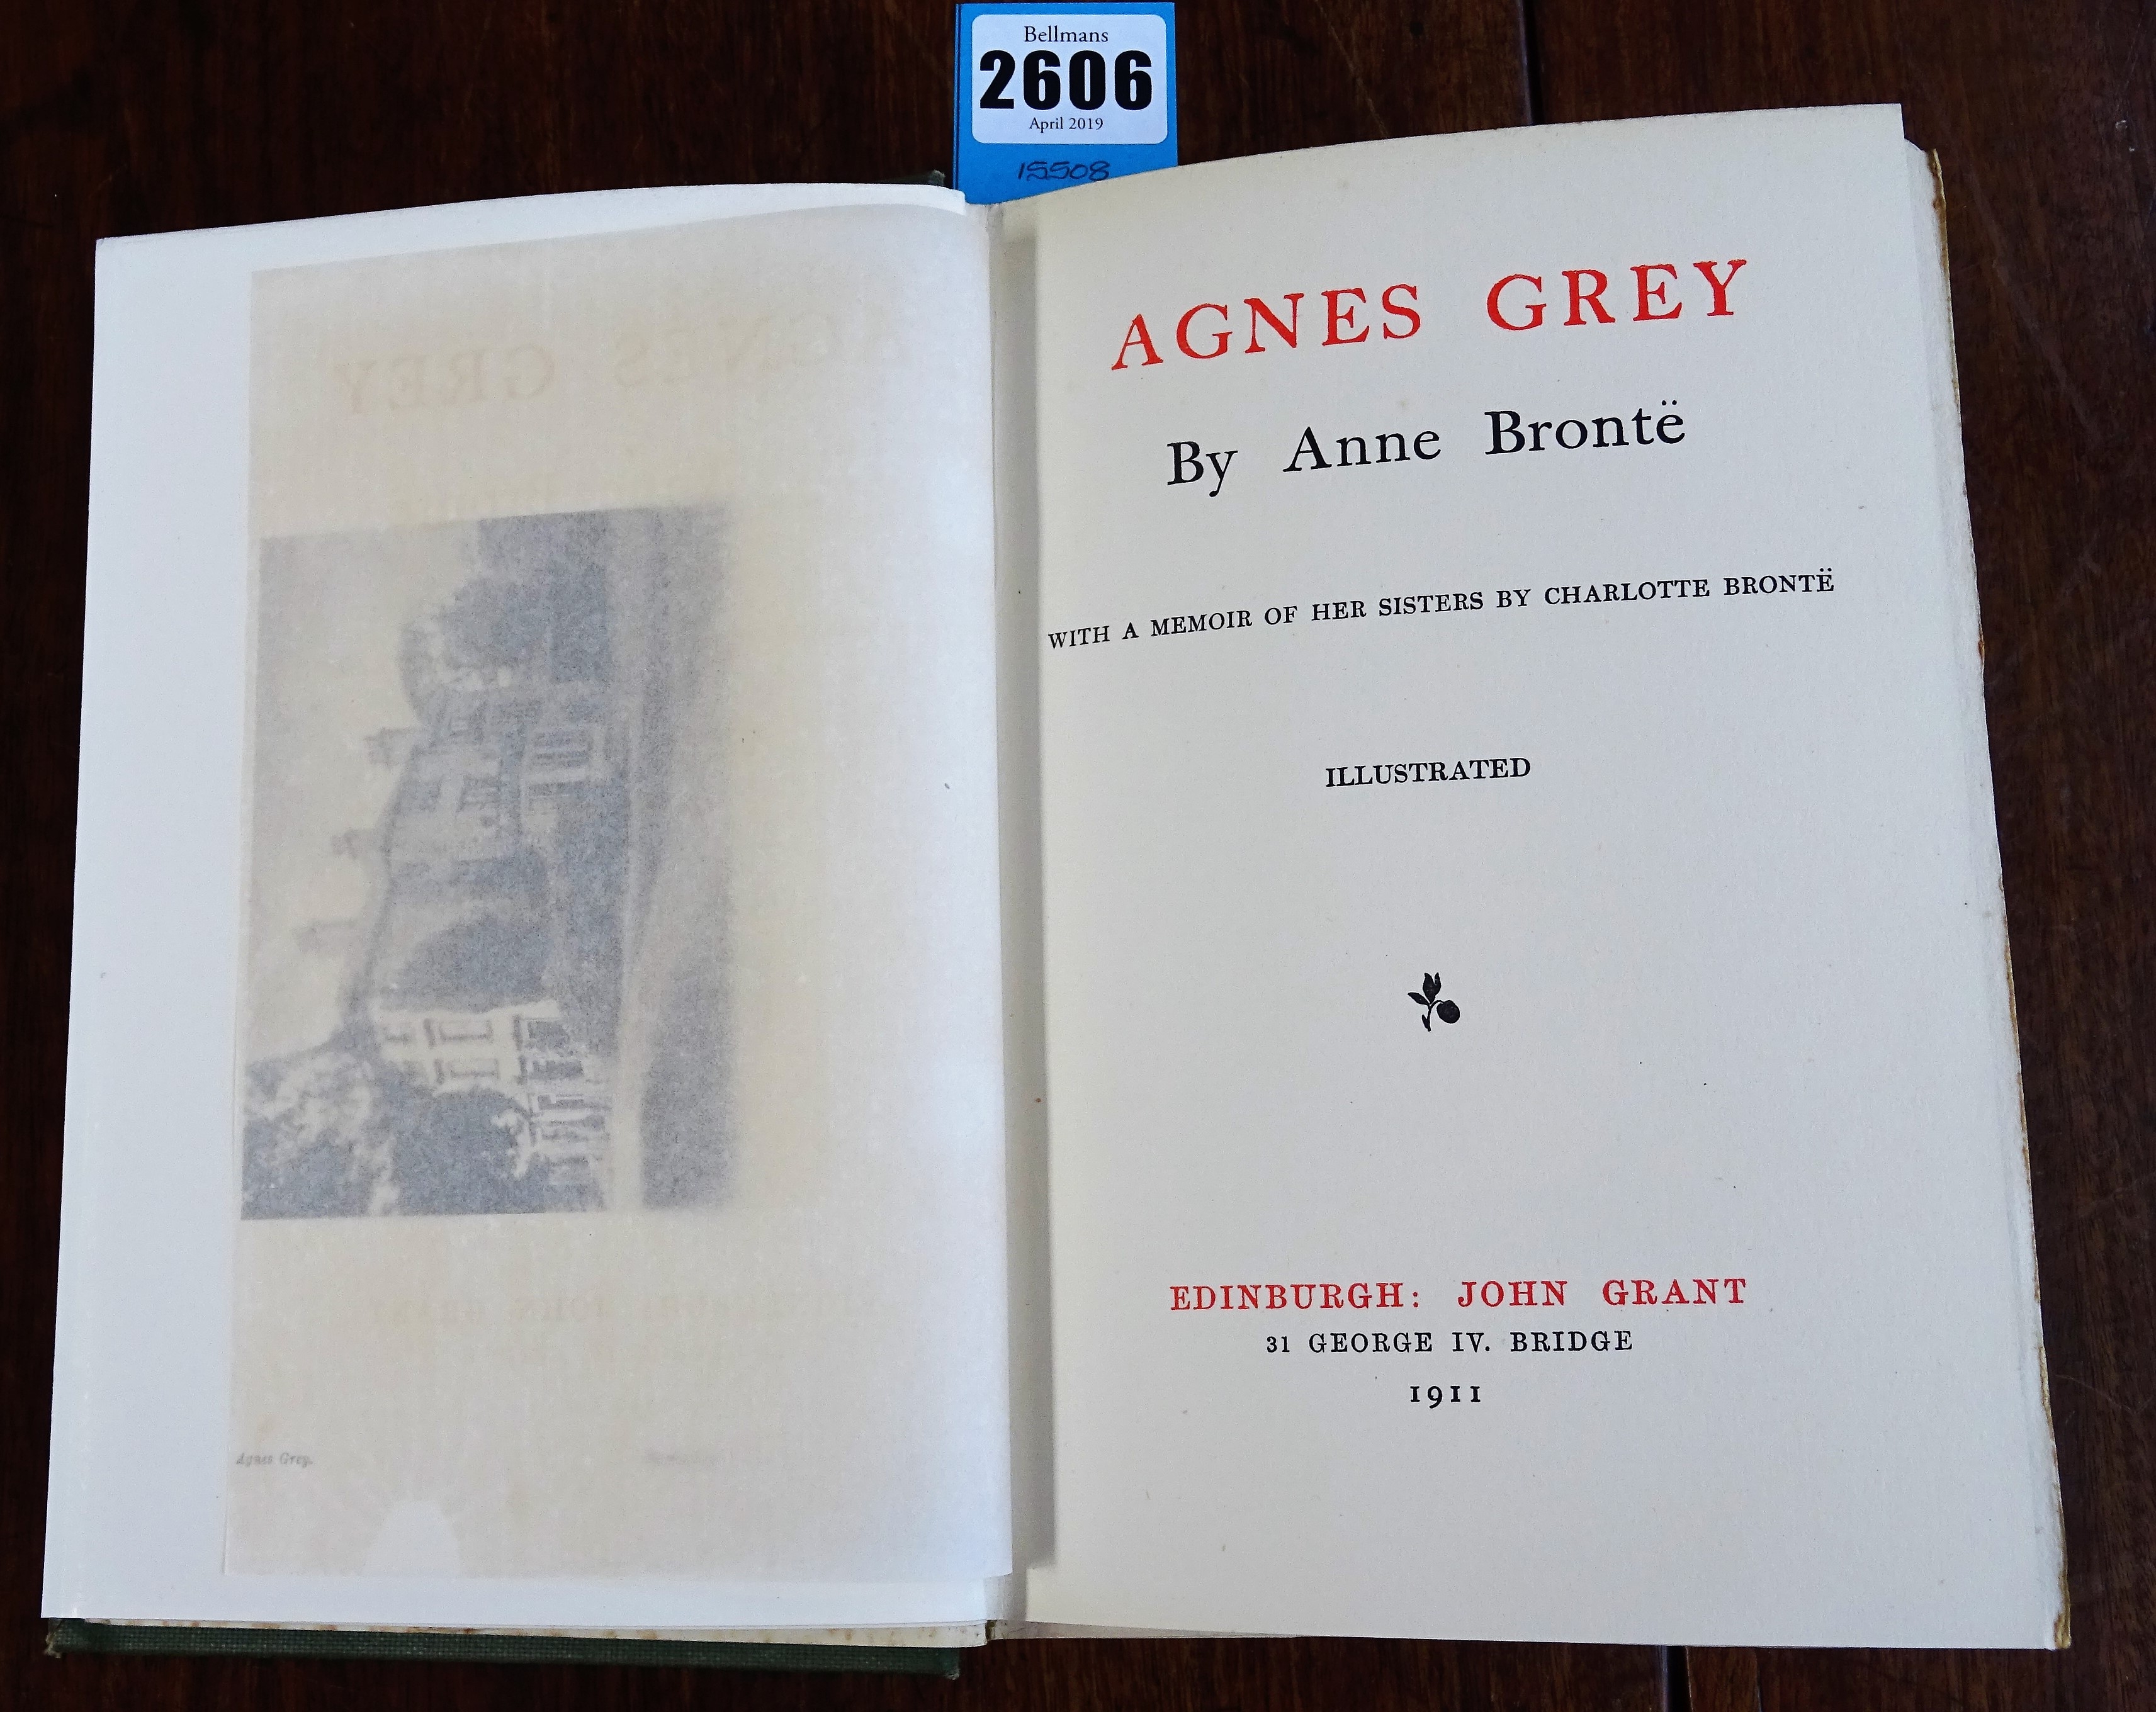 Bellmans
2606
April 2019
15508
AGNES GREY
By Anne Brontë
WITH A MEMOIR OF HER SISTERS BY CHARLOTTE BRONTË
ILLUSTRATED
EDINBURGH: JOHN GRANT
31 GEORGE IV. BRIDGE
1911
Agnes Grey.